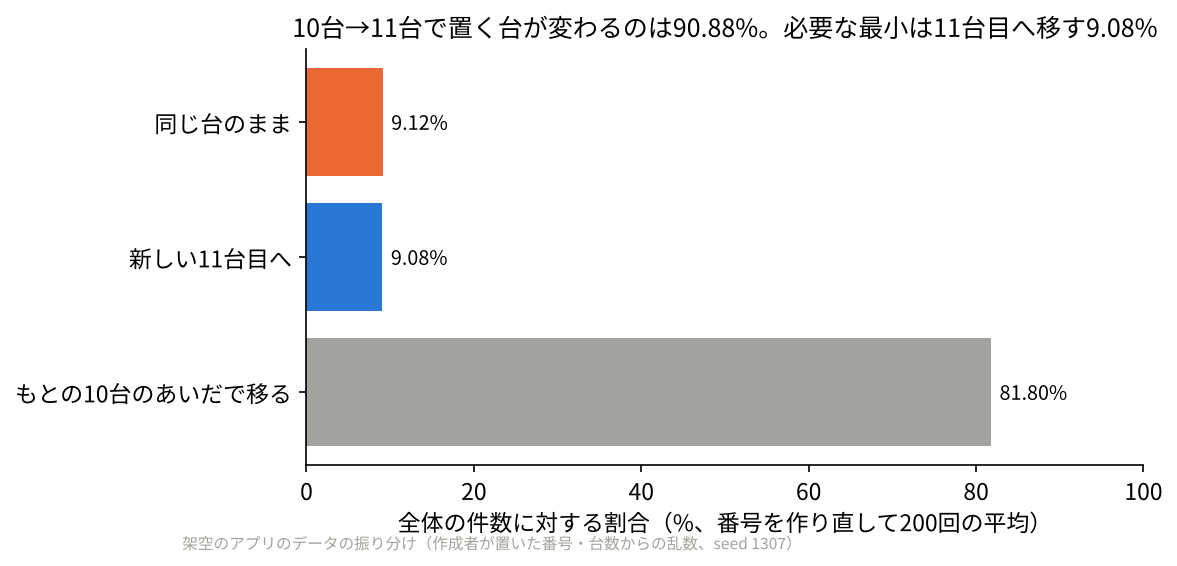 10台→11台で置く台が変わるのは90.88%。必要な最小は11台目へ移す9.08%
同じ台のまま
9.12%
新しい11台目へ
9.08%
もとの10台のあいだで移る
81.80%
0 20 40 60 80 100
全体の件数に対する割合（%、番号を作り直して200回の平均）
架空のアプリのデータの振り分け（作成者が置いた番号・台数からの乱数、seed 1307）